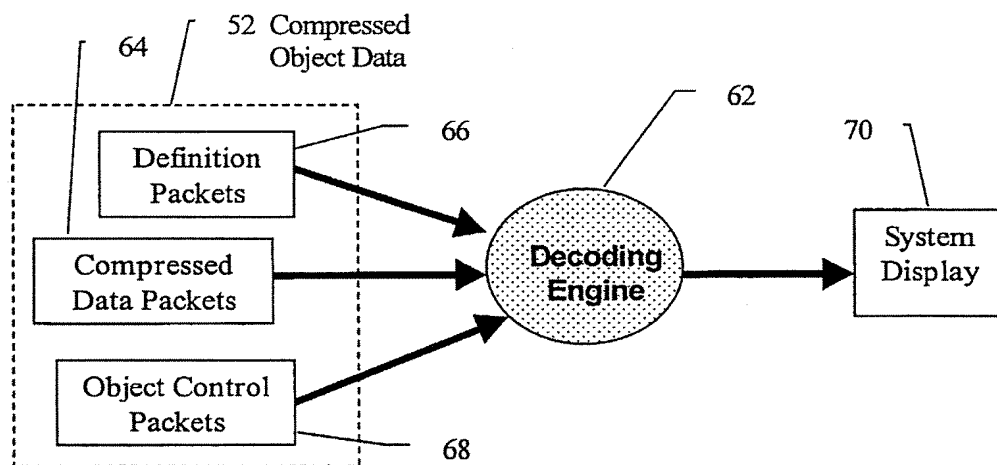 52 Compressed
Object Data
64
62
70
66
Definition
Packets
Compressed
Data Packets
Object Control
Packets
68
Decoding
Engine
System
Display